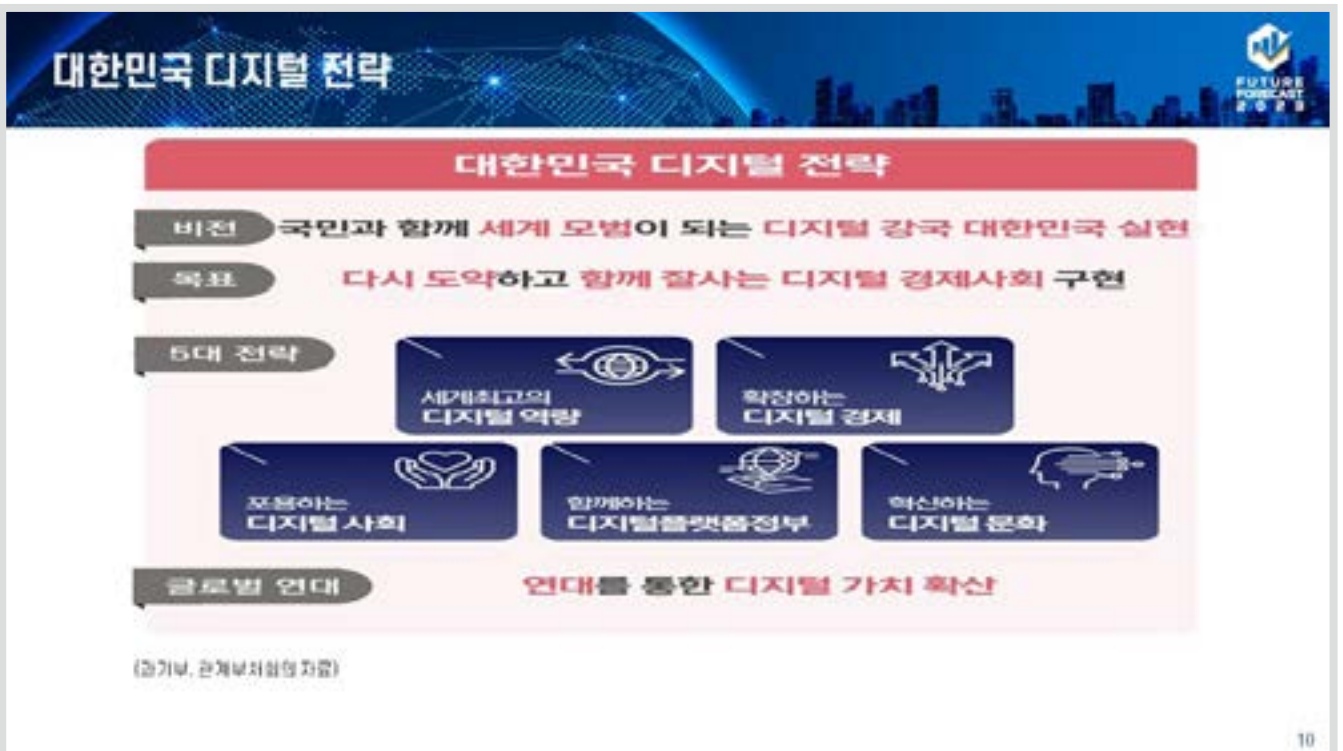 대한민국 디지털 전략
FUTURE
FORECAST
2023
대한민국 디지털 전략
비전
국민과 함께 세계 모범이 되는 디지털 강국 대한민국 실현
목표
다시 도약하고 함께 잘사는 디지털 경제사회 구현
5대 전략
세계최고의
디지털 역량
확장하는
디지털 경제
포용하는
디지털 사회
함께하는
디지털플랫폼정부
혁신하는
디지털 문화
글로벌 연대
연대를 통한 디지털 가치 확산
(과기부, 관계부처합동 자료)
10